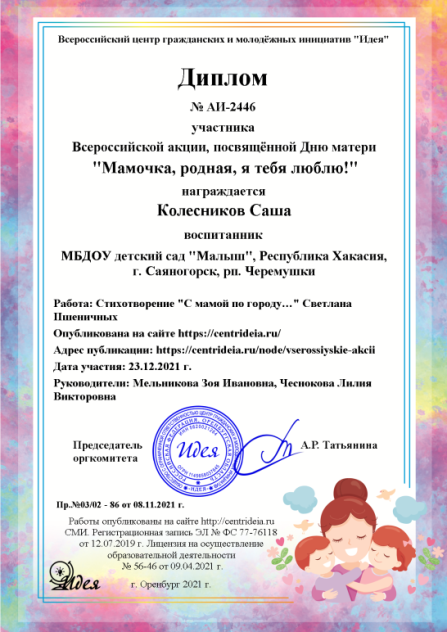 Всероссийский центр гражданских и молодёжных инициатив "Идея"
Диплом
№ АИ-2446
участника
Всероссийской акции, посвящённой Дню матери
"Мамочка, родная, я тебя люблю!"
награждается
Колесников Саша
воспитанник
МБДОУ детский сад "Малыш", Республика Хакасия,
г. Саяногорск, рп. Черемушки
Работа: Стихотворение "С мамой по городу…" Светлана
Пшеничных
Опубликована на сайте https://centrideia.ru/
Адрес публикации: https://centrideia.ru/node/vserossiyskie-akcii
Дата участия: 23.12.2021 г.
Руководители: Мельникова Зоя Ивановна, Чеснокова Лилия
Викторовна
Председатель
оргкомитета
Идея
А.Р. Татьянина
Пр.№03/02 - 86 от 08.11.2021 г.
Работы опубликованы на сайте http://centrideia.ru
СМИ. Регистрационная запись ЭЛ № ФС 77-76118
от 12.07.2019 г. Лицензия на осуществление
образовательной деятельности
№ 56-46 от 09.04.2021 г.
Идея
г. Оренбург 2021 г.